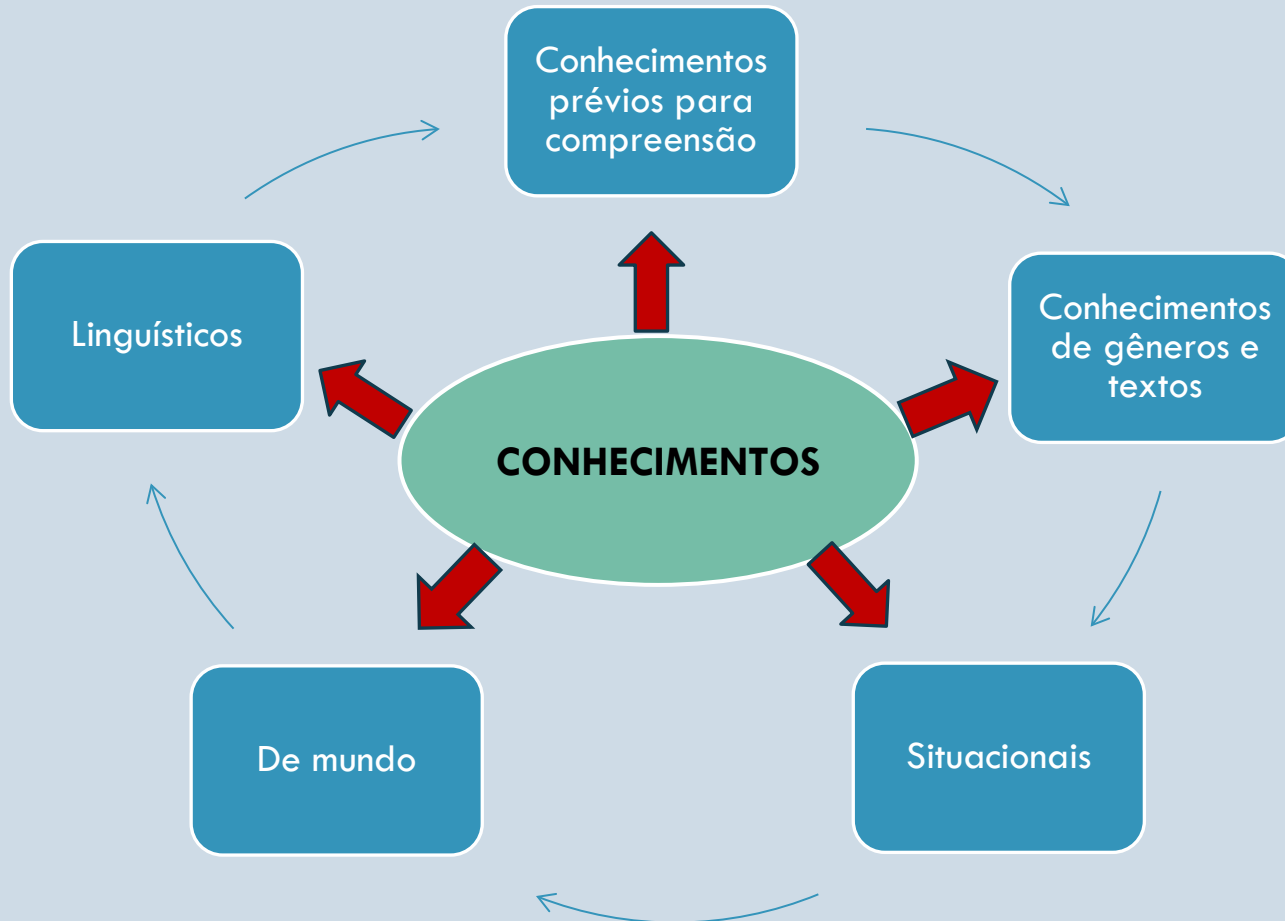 Conhecimentos
prévios para
compreensão
Linguísticos
Conhecimentos
de gêneros e
textos
CONHECIMENTOS
De mundo
Situacionais